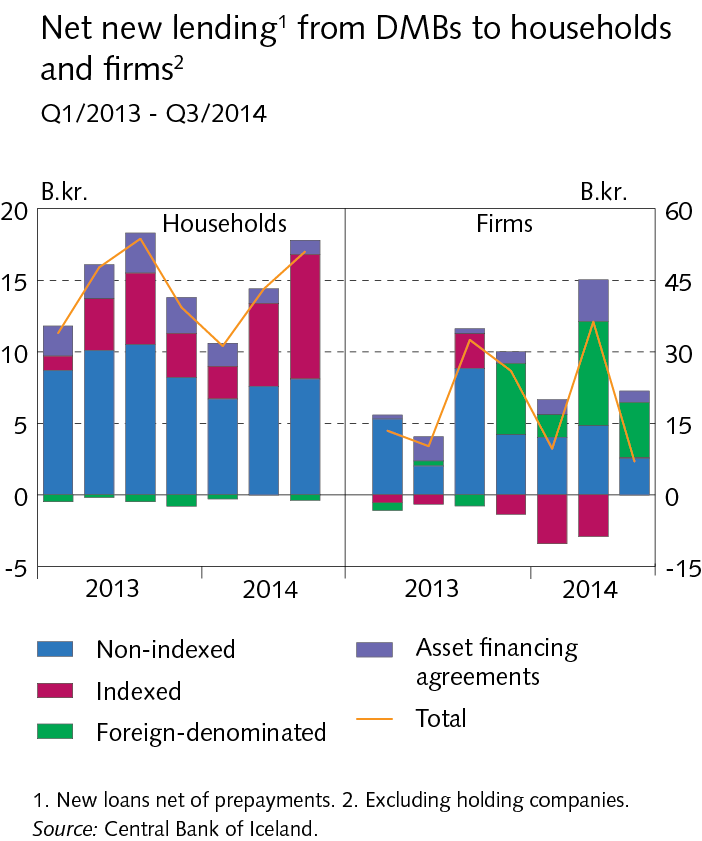 Net new lending¹ from DMBs to households
and firms²
Q1/2013 - Q3/2014
B.kr. B.kr.
20 60
Households Firms
15 45
10 30
5 15
0 0
-5 -15
2013 2014 2013 2014
Non-indexed
Indexed
Foreign-denominated
Asset financing
agreements
Total
1. New loans net of prepayments. 2. Excluding holding companies.
Source: Central Bank of Iceland.